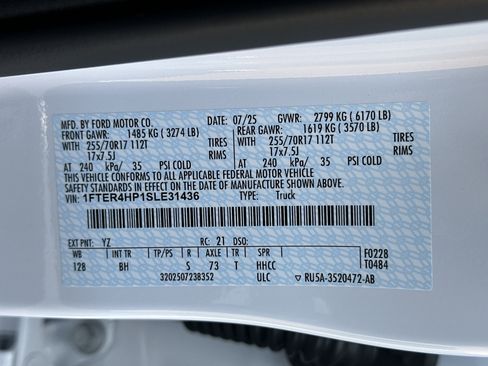 MFD. BY FORD MOTOR CO. DATE: 07/25 GVWR: 2799 KG ( 6170 LB)
FRONT GAWR: 1485 KG ( 3274 LB) REAR GAWR: 1619 KG ( 3570 LB)
WITH 255/70R17 112T TIRES WITH 255/70R17 112T TIRES
17x7.5J RIMS 17x7.5J RIMS
AT 240 kPa/ 35 PSI COLD AT 240 kPa/ 35 PSI COLD
THIS VEHICLE CONFORMS TO ALL APPLICABLE FEDERAL MOTOR VEHICLE
SAFETY STANDARDS IN EFFECT ON THE DATE OF MANUFACTURE SHOWN ABOVE.
VIN: 1FTER4HP1SLE31436 TYPE: Truck
EXT PNT: YZ RC: 21 DSO:
WB INT TR TP/PS R AXLE TR SPR F0228
128 BH S 73 T HHCC T0484
3202507238352 ULC ▽ RU5A-3520472-AB